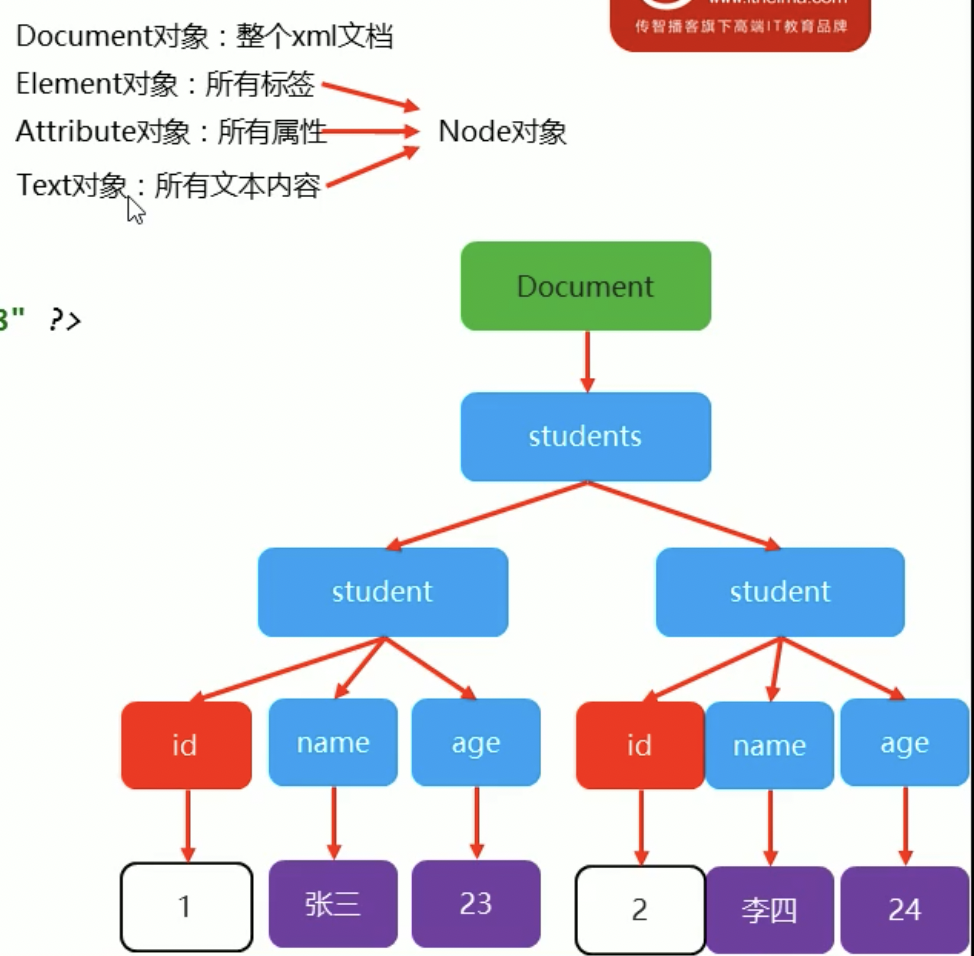 www.itheima.com
传智播客旗下高端IT教育品牌
Document对象：整个xml文档
Element对象：所有标签
Attribute对象：所有属性
Node对象
Text对象：所有文本内容
8" ?>
Document
students
student student
id name age id name age
1 张三 23 2 李四 24